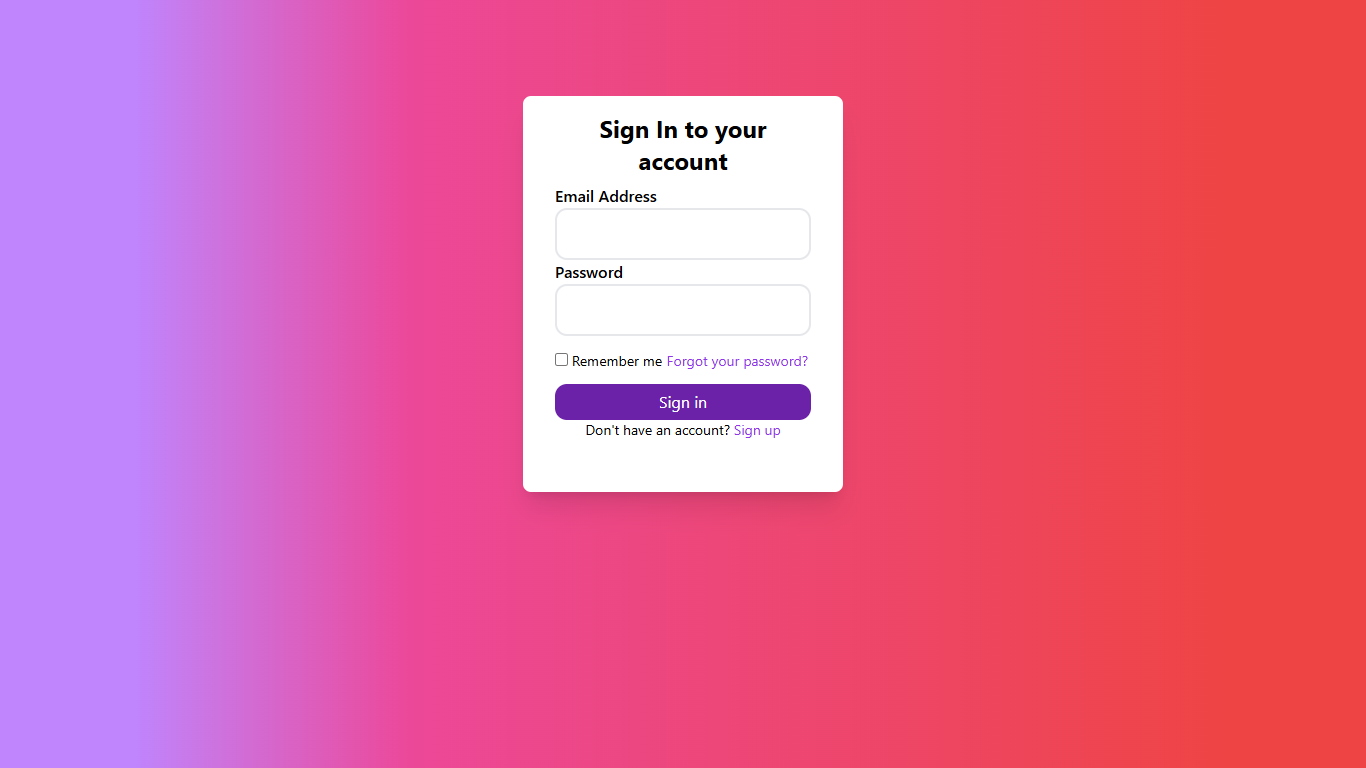 Sign In to your
account
Email Address
Password
Remember me Forgot your password?
Sign in
Don't have an account? Sign up